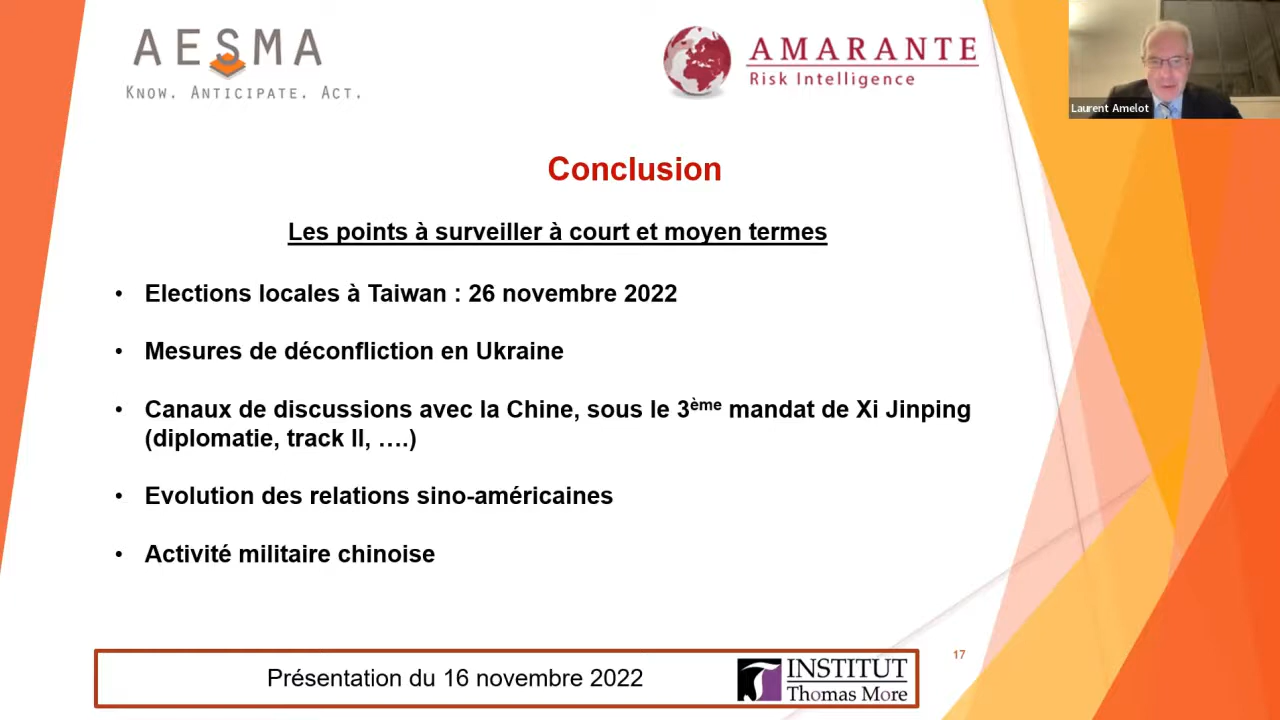 AESMA
KNOW. ANTICIPATE. ACT.
AMARANTE
Risk Intelligence
Laurent Amelot
Conclusion
Les points à surveiller à court et moyen termes
• Elections locales à Taiwan : 26 novembre 2022
• Mesures de déconfliction en Ukraine
• Canaux de discussions avec la Chine, sous le 3ème mandat de Xi Jinping
(diplomatie, track II, ….)
• Evolution des relations sino-américaines
• Activité militaire chinoise
Présentation du 16 novembre 2022
INSTITUT
Thomas More
17